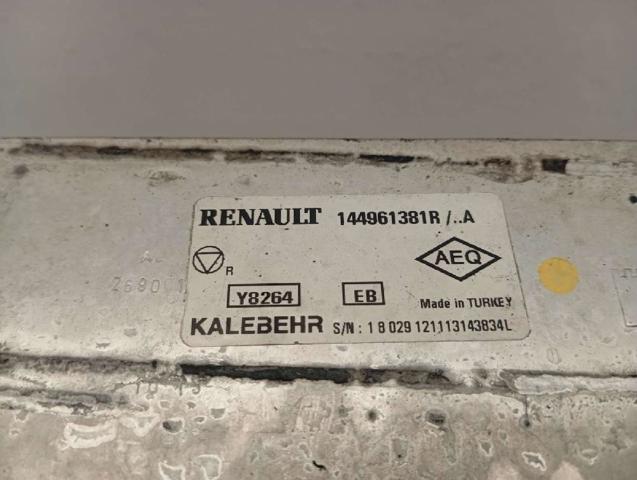 RENAULT 144961381R /..A
R
AEQ
Y8264 EB
Made in TURKEY
KALEBEHR S/N : 1 8 029 121113143834L